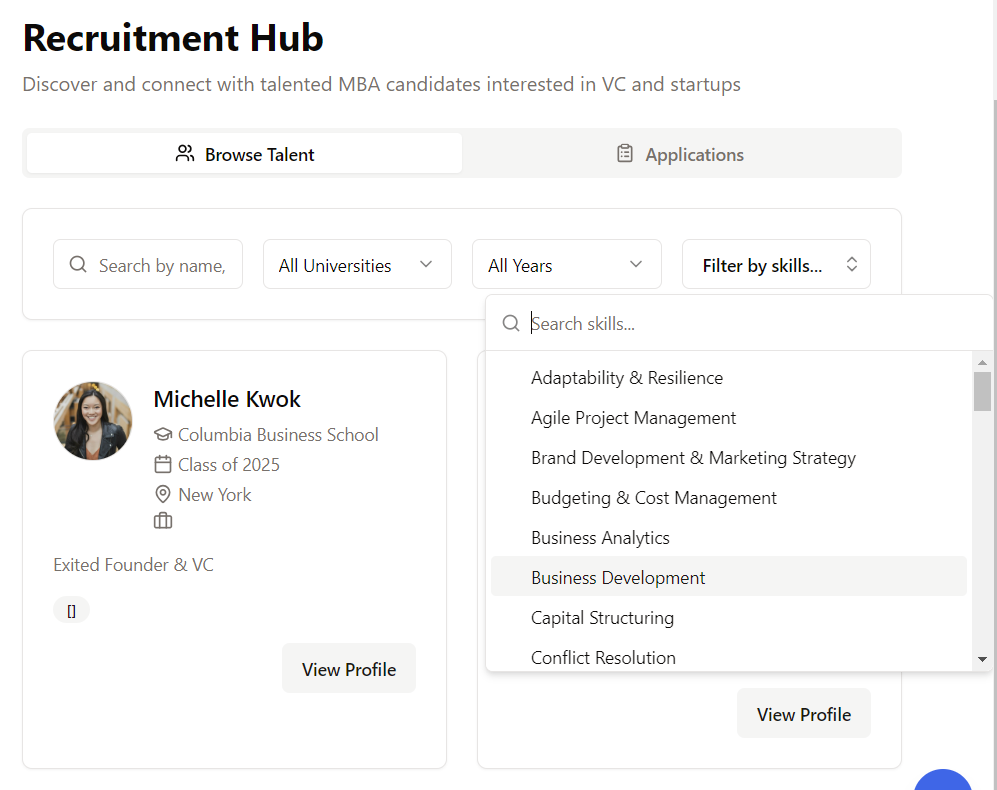 Recruitment Hub
Discover and connect with talented MBA candidates interested in VC and startups
Browse Talent
Applications
Search by name,
All Universities
All Years
Filter by skills...
Search skills...
Adaptability & Resilience
Agile Project Management
Brand Development & Marketing Strategy
Budgeting & Cost Management
Business Analytics
Business Development
Capital Structuring
Conflict Resolution
Michelle Kwok
Columbia Business School
Class of 2025
New York
Exited Founder & VC
[]
View Profile
View Profile